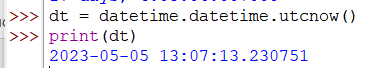 >>> dt = datetime.datetime.utcnow()
>>> print(dt)
2023-05-05 13:07:13.230751